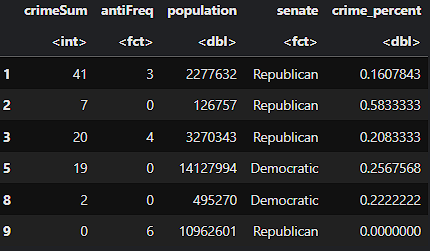 crimeSum antiFreq population senate crime_percent
<int> <fct> <dbl> <fct> <dbl>
1 41 3 2277632 Republican 0.1607843
2 7 0 126757 Republican 0.5833333
3 20 4 3270343 Republican 0.2083333
5 19 0 14127994 Democratic 0.2567568
8 2 0 495270 Democratic 0.2222222
9 0 6 10962601 Republican 0.0000000